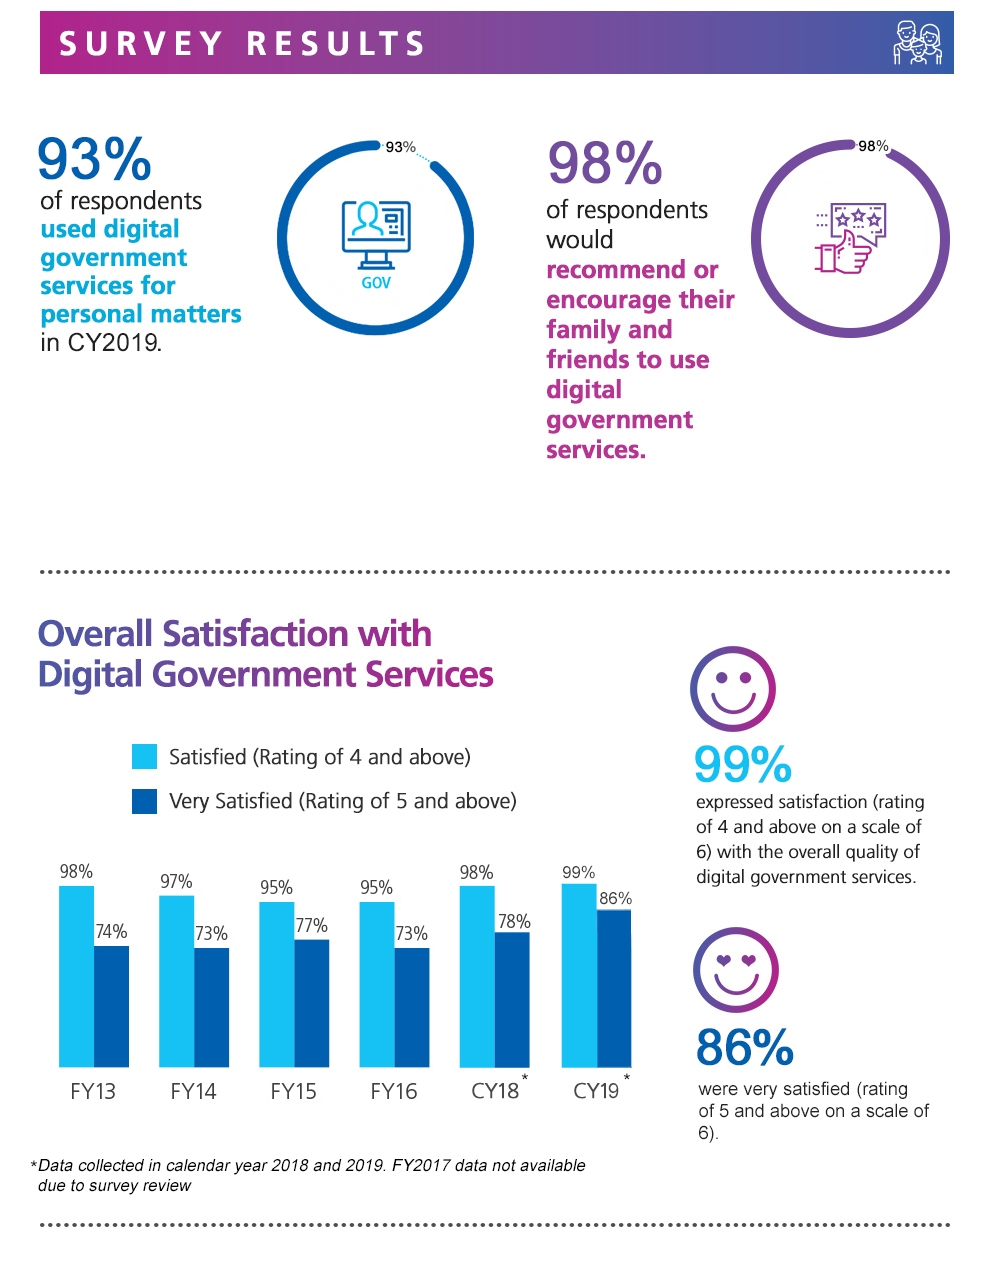 SURVEY RESULTS
93%
of respondents
used digital
government
services for
personal matters
in CY2019.
93%
GOV
98%
of respondents
would
recommend or
encourage their
family and
friends to use
digital
government
services.
98%
Overall Satisfaction with
Digital Government Services
Satisfied (Rating of 4 and above)
Very Satisfied (Rating of 5 and above)
98%
74%
97%
73%
95%
77%
95%
73%
98%
78%
99%
86%
FY13
FY14
FY15
FY16
CY18*
CY19*
*Data collected in calendar year 2018 and 2019. FY2017 data not available
due to survey review
99%
expressed satisfaction (rating
of 4 and above on a scale of
6) with the overall quality of
digital government services.
86%
were very satisfied (rating
of 5 and above on a scale of
6).